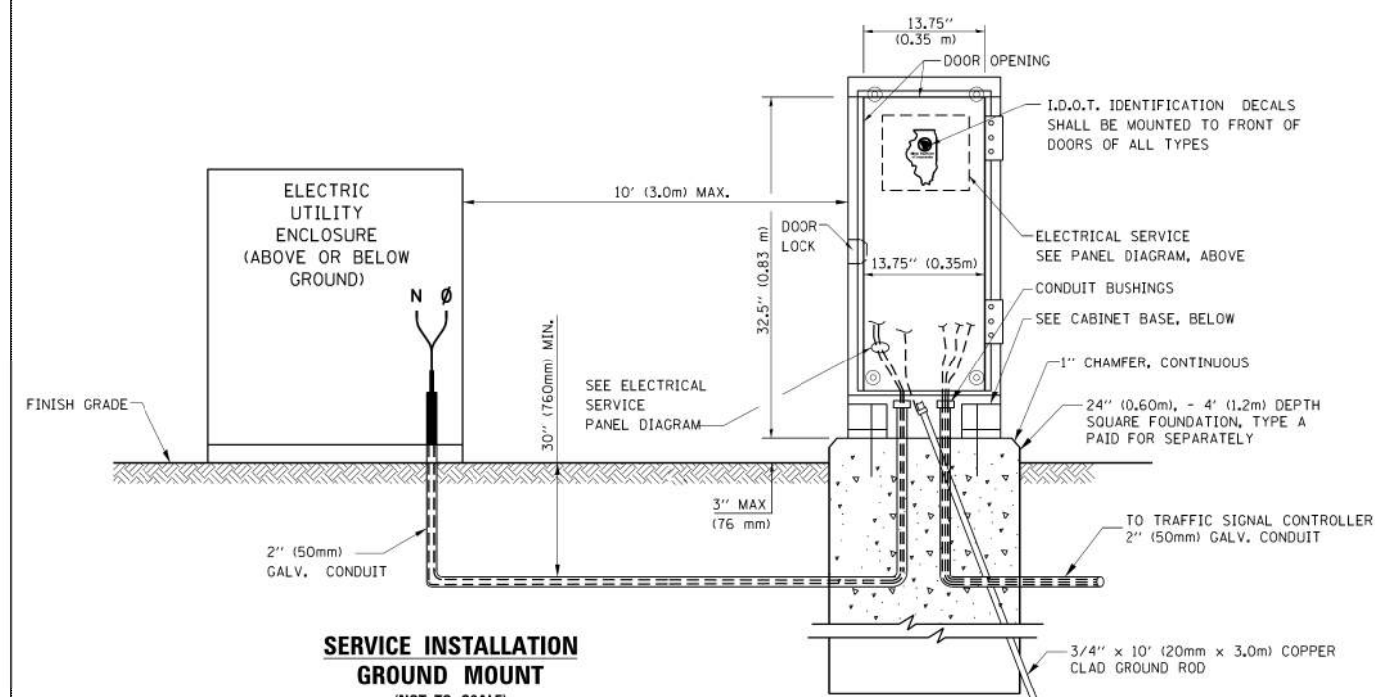 13.75"
(0.35 m)
DOOR OPENING
I.D.O.T. IDENTIFICATION DECALS
SHALL BE MOUNTED TO FRONT OF
DOORS OF ALL TYPES
ELECTRIC
UTILITY
ENCLOSURE
(ABOVE OR BELOW
GROUND)
N Ø
10' (3.0m) MAX.
DOOR
LOCK
32.5" (0.83 m)
13.75" (0.35m)
ELECTRICAL SERVICE
SEE PANEL DIAGRAM, ABOVE
CONDUIT BUSHINGS
SEE CABINET BASE, BELOW
1" CHAMFER, CONTINUOUS
24" (0.60m), - 4' (1.2m) DEPTH
SQUARE FOUNDATION, TYPE A
PAID FOR SEPARATELY
FINISH GRADE
30" (760mm) MIN.
SEE ELECTRICAL
SERVICE
PANEL DIAGRAM
3" MAX
(76 mm)
2" (50mm)
GALV. CONDUIT
TO TRAFFIC SIGNAL CONTROLLER
2" (50mm) GALV. CONDUIT
3/4" x 10' (20mm x 3.0m) COPPER
CLAD GROUND ROD
SERVICE INSTALLATION
GROUND MOUNT
(NOT TO SCALE)